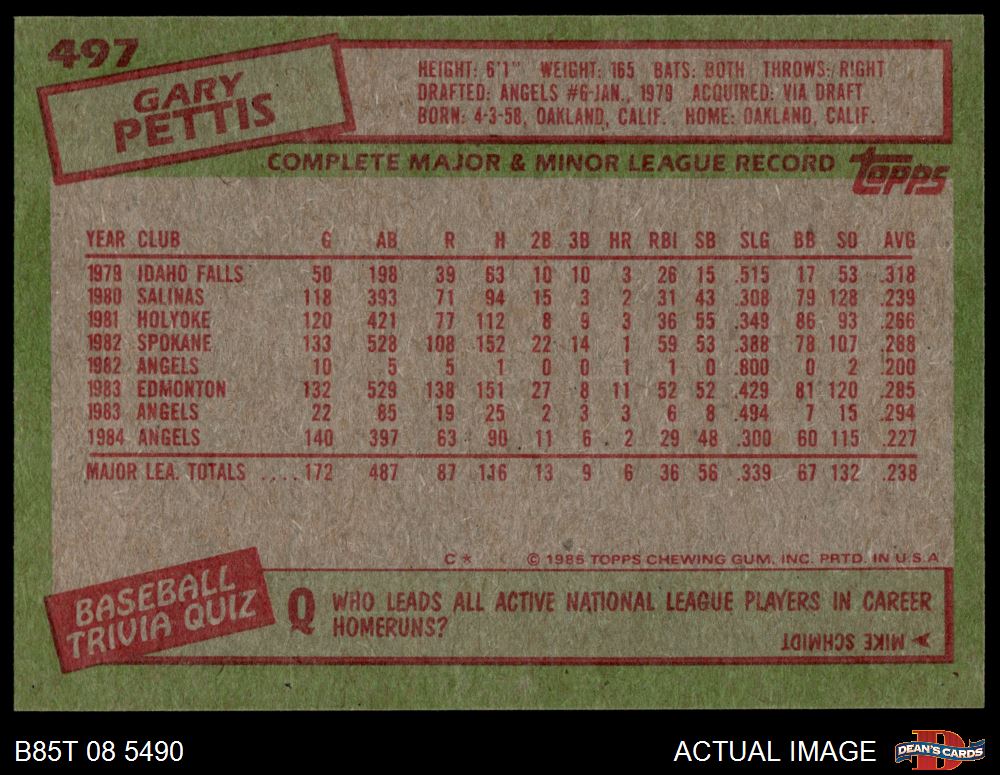 497
GARY
PETTIS
HEIGHT: 6'1" WEIGHT: 165 BATS: BOTH THROWS: RIGHT
DRAFTED: ANGELS #6-JAN., 1979 ACQUIRED: VIA DRAFT
BORN: 4-3-58, OAKLAND, CALIF. HOME: OAKLAND, CALIF.
COMPLETE MAJOR & MINOR LEAGUE RECORD topps
YEAR CLUB G AB R H 2B 3B HR RBI SB SLG BB SO AVG
1979 IDAHO FALLS 50 198 39 63 10 10 3 26 15 .515 17 53 .318
1980 SALINAS 118 393 71 94 15 3 2 31 43 .308 79 128 .239
1981 HOLYOKE 120 421 77 112 8 9 3 36 55 .349 86 93 .266
1982 SPOKANE 133 528 108 152 22 14 1 59 53 .388 78 107 .288
1982 ANGELS 10 5 5 1 0 0 1 1 0 .800 0 2 .200
1983 EDMONTON 132 529 138 151 27 8 11 52 52 .429 81 120 .285
1983 ANGELS 22 85 19 25 2 3 3 6 8 .494 7 15 .294
1984 ANGELS 140 397 63 90 11 6 2 29 48 .300 60 115 .227
MAJOR LEA. TOTALS ....172 487 87 116 13 9 6 36 56 .339 67 132 .238
C* © 1985 TOPPS CHEWING GUM, INC. PRTD. IN U.S.A
BASEBALL
TRIVIA QUIZ
Q WHO LEADS ALL ACTIVE NATIONAL LEAGUE PLAYERS IN CAREER
HOMERUNS?
A MIKE SCHMIDT
B85T 08 5490
ACTUAL IMAGE
D
DEAN'S CARDS